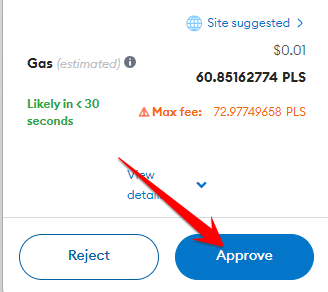 Site suggested >
$0.01
Gas (estimated) 60.85162774 PLS
Likely in < 30 seconds
Max fee: 72.97749658 PLS
View
details
Reject
Approve